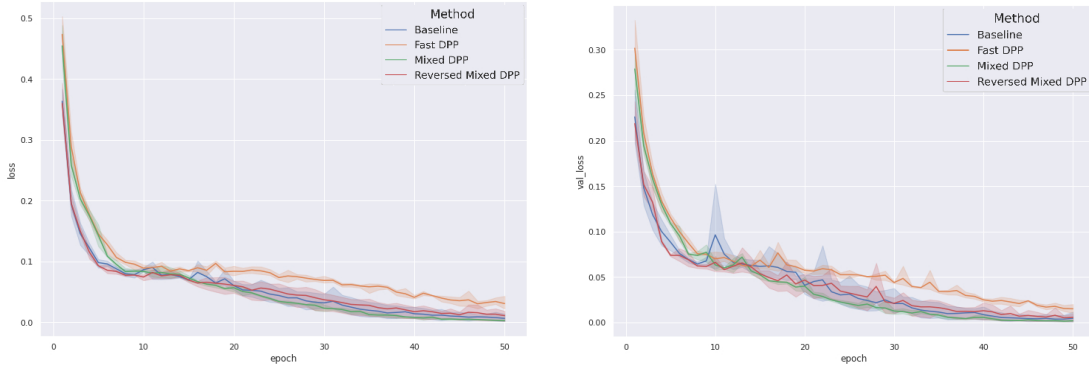 Method
Baseline
Fast DPP
Mixed DPP
Reversed Mixed DPP
0.5
0.4
0.3
0.2
0.1
0.0
loss
0 10 20 30 40 50
epoch
Method
Baseline
Fast DPP
Mixed DPP
Reversed Mixed DPP
0.30
0.25
0.20
0.15
0.10
0.05
0.00
val_loss
0 10 20 30 40 50
epoch